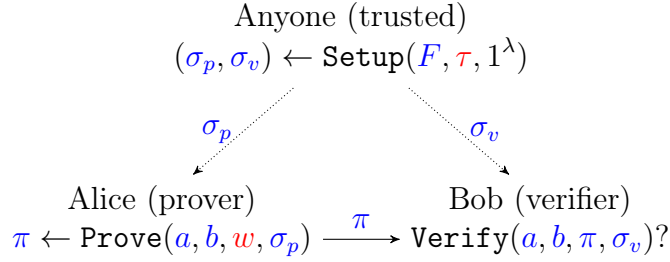 Anyone (trusted)
(σ_p, σ_v) ← Setup(F, τ, 1^λ)
σ_p
σ_v
Alice (prover)
Bob (verifier)
π ← Prove(a, b, w, σ_p)
π
Verify(a, b, π, σ_v)?